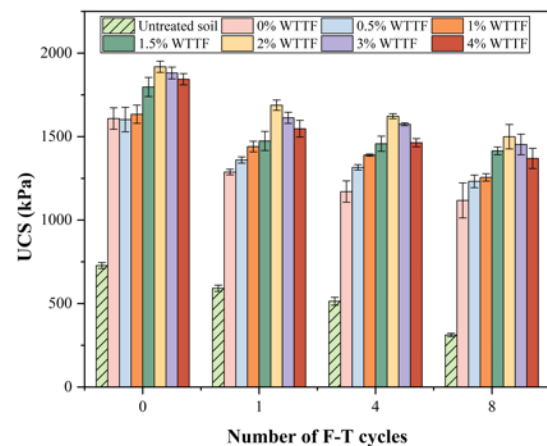 Untreated soil 0% WTTF 0.5% WTTF 1% WTTF
1.5% WTTF 2% WTTF 3% WTTF 4% WTTF
2000
1500
1000
500
0
UCS (kPa)
0 1 4 8
Number of F-T cycles